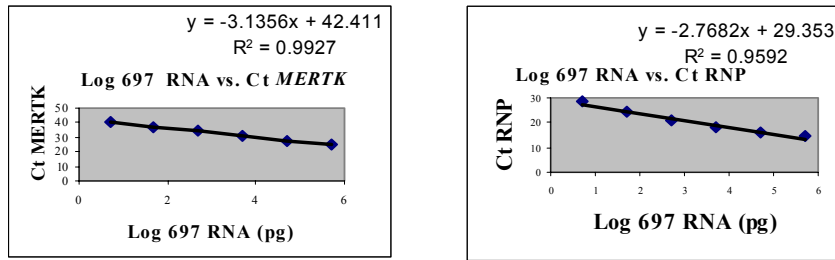 y = -3.1356x + 42.411
R² = 0.9927
Log 697 RNA vs. Ct MERTK
Ct MERTK
50
40
30
20
10
0
0
2
4
6
Log 697 RNA (pg)
y = -2.7682x + 29.353
R² = 0.9592
Log 697 RNA vs. Ct RNP
Ct RNP
30
20
10
0
0
1
2
3
4
5
6
Log 697 RNA (pg)